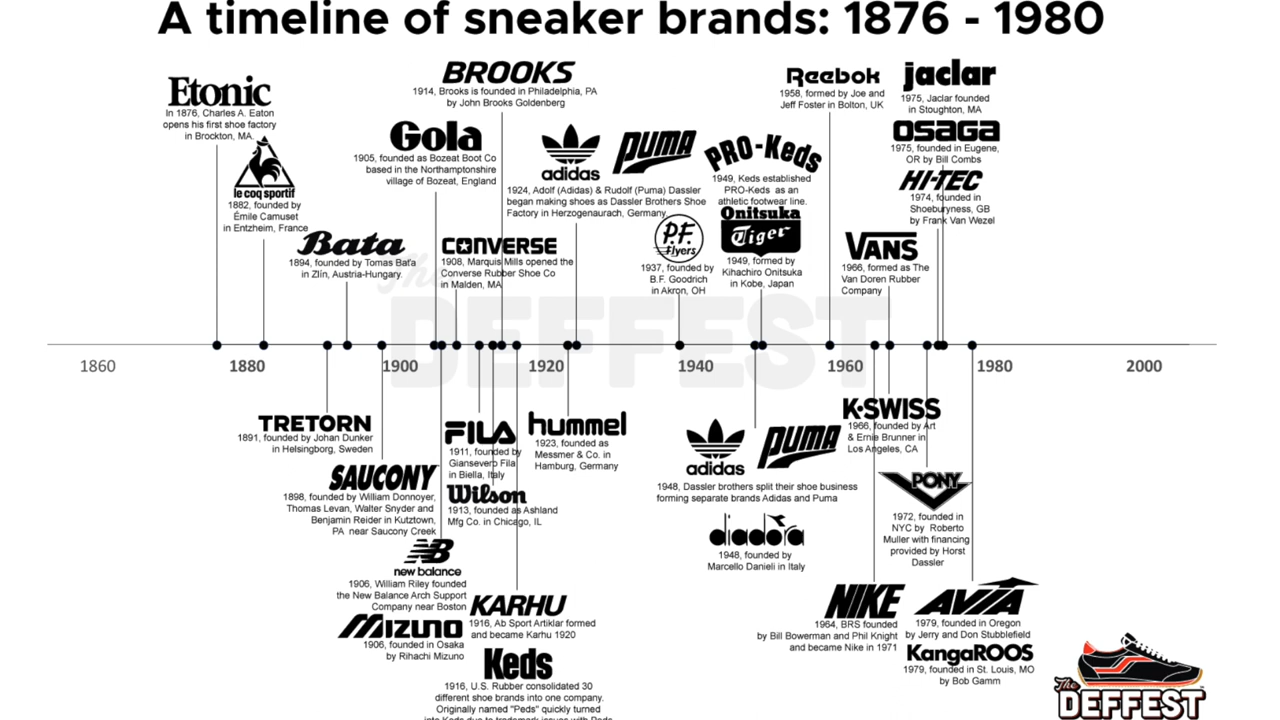 A timeline of sneaker brands: 1876 - 1980
Etonic
In 1876, Charles A. Eaton
opens his first shoe factory
in Brockton, MA.
le coq sportif
1882, founded by
Émile Camuset
in Entzheim, France
Bata
1894, founded by Tomas Bat'a
in Zlín, Austria-Hungary.
BROOKS
1914, Brooks is founded in Philadelphia, PA
by John Brooks Goldenberg
Gola
1905, founded as Bozeat Boot Co
based in the Northamptonshire
village of Bozeat, England
CONVERSE
1908, Marquis Mills opened the
Converse Rubber Shoe Co
in Malden, MA
adidas
PUMA
1924, Adolf (Adidas) & Rudolf (Puma) Dassler
began making shoes as Dassler Brothers Shoe
Factory in Herzogenaurach, Germany
P.F.
Flyers
1937, founded by
B.F. Goodrich
in Akron, OH
PRO-Keds
1949, Keds established
PRO-Keds as an
athletic footwear line.
Onitsuka
Tiger
1949, formed by
Kihachiro Onitsuka
in Kobe, Japan
Reebok
1958, formed by Joe and
Jeff Foster in Bolton, UK
jaclar
1975, Jaclar founded
in Stoughton, MA
OSAGA
1975, founded in Eugene,
OR by Bill Combs
HI-TEC
1974, founded in
Shoeburyness, GB
by Frank Van Wezel
VANS
1966, formed as The
Van Doren Rubber
Company
The
DEFFEST
1860
1880
1900
1920
1940
1960
1980
2000
TRETORN
1891, founded by Johan Dunker
in Helsingborg, Sweden
SAUCONY
1898, founded by William Donnoyer,
Thomas Levan, Walter Snyder and
Benjamin Reider in Kutztown,
PA near Saucony Creek
NB
new balance
1906, William Riley founded
the New Balance Arch Support
Company near Boston
MIZUNO
1906, founded in Osaka
by Rihachi Mizuno
FILA
1911, founded by
Giansevero Fila
in Biella, Italy
Wilson
1913, founded as Ashland
Mfg Co. in Chicago, IL
KARHU
1916, Ab Sport Artiklar formed
and became Karhu 1920
Keds
1916, U.S. Rubber consolidated 30
different shoe brands into one company.
Originally named "Peds" quickly turned
into Keds due to trademark issues with Peds
hummel
1923, founded as
Messmer & Co. in
Hamburg, Germany
adidas
PUMA
1948, Dassler brothers split their shoe business
forming separate brands Adidas and Puma
diadora
1948, founded by
Marcello Danieli in Italy
K·SWISS
1966, founded by Art
& Ernie Brunner in
Los Angeles, CA
PONY
1972, founded in
NYC by Roberto
Muller with financing
provided by Horst
Dassler
NIKE
1964, BRS founded
by Bill Bowerman and Phil Knight
and became Nike in 1971
AVIA
1979, founded in Oregon
by Jerry and Don Stubblefield
KangaROOS
1979, founded in St. Louis, MO
by Bob Gamm
The
DEFFEST